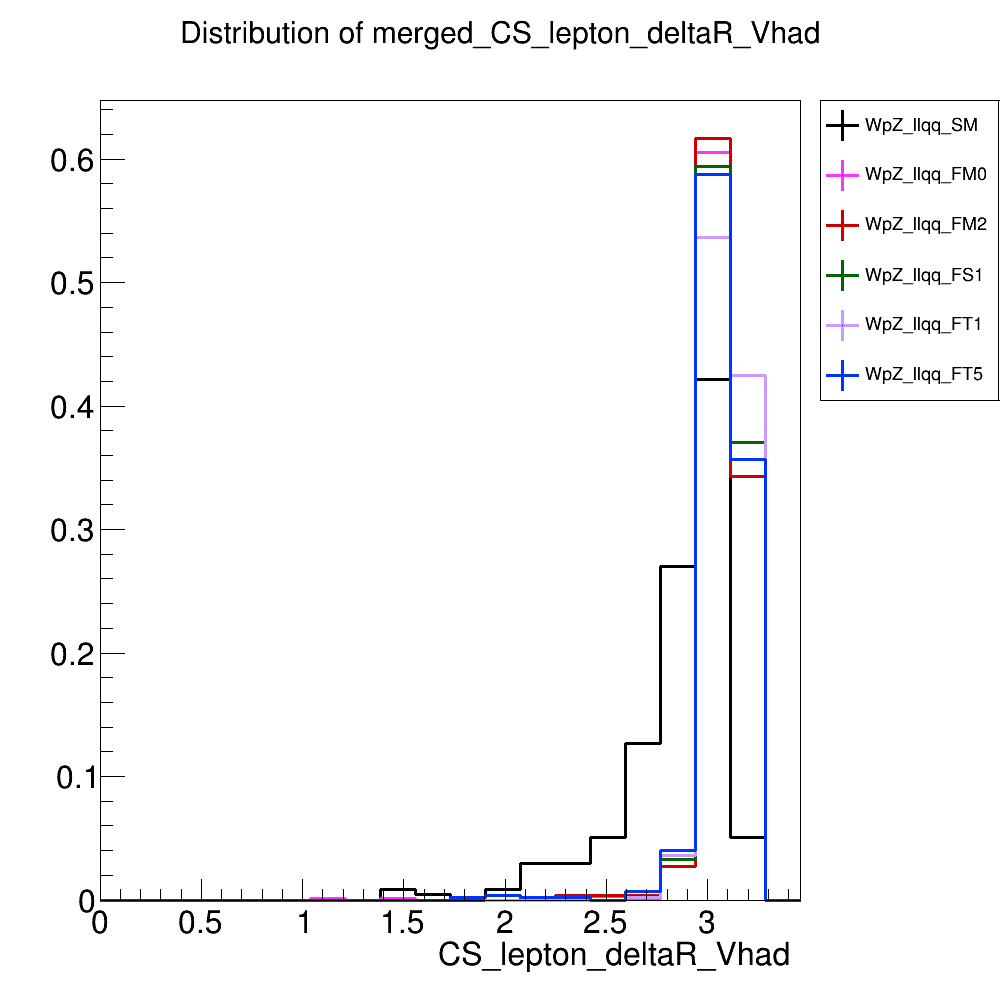 Distribution of merged_CS_lepton_deltaR_Vhad
WpZ_llqq_SM
WpZ_llqq_FM0
WpZ_llqq_FM2
WpZ_llqq_FS1
WpZ_llqq_FT1
WpZ_llqq_FT5
0.6
0.5
0.4
0.3
0.2
0.1
0
0 0.5 1 1.5 2 2.5 3
CS_lepton_deltaR_Vhad